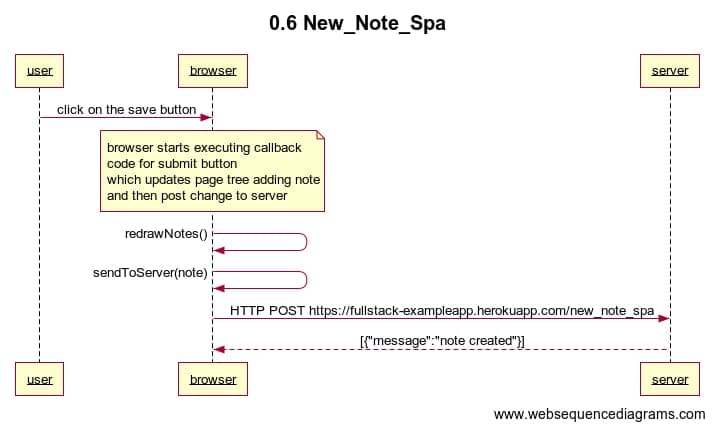 0.6 New_Note_Spa
user
browser
server
click on the save button
browser starts executing callback
code for submit button
which updates page tree adding note
and then post change to server
redrawNotes()
sendToServer(note)
HTTP POST https://fullstack-exampleapp.herokuapp.com/new_note_spa
[{"message":"note created"}]
user
browser
server
www.websequencediagrams.com